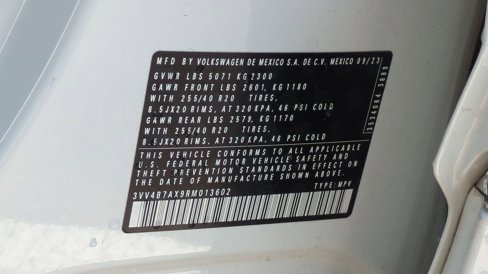 MFD BY VOLKSWAGEN DE MEXICO S.A. DE C.V. MEXICO 09/23
GVWR LBS 5071 KG 2300
GAWR FRONT LBS 2601, KG 1180
WITH 255/40 R20 TIRES,
8.5JX20 RIMS, AT 320 KPA, 46 PSI COLD
GAWR REAR LBS 2579, KG 1170
WITH 255/40 R20 TIRES,
8.5JX20 RIMS, AT 320 KPA, 46 PSI COLD
THIS VEHICLE CONFORMS TO ALL APPLICABLE
U.S. FEDERAL MOTOR VEHICLE SAFETY AND
THEFT PREVENTION STANDARDS IN EFFECT ON
THE DATE OF MANUFACTURE SHOWN ABOVE.
3VV4B7AX9RM013602 TYPE: MPV